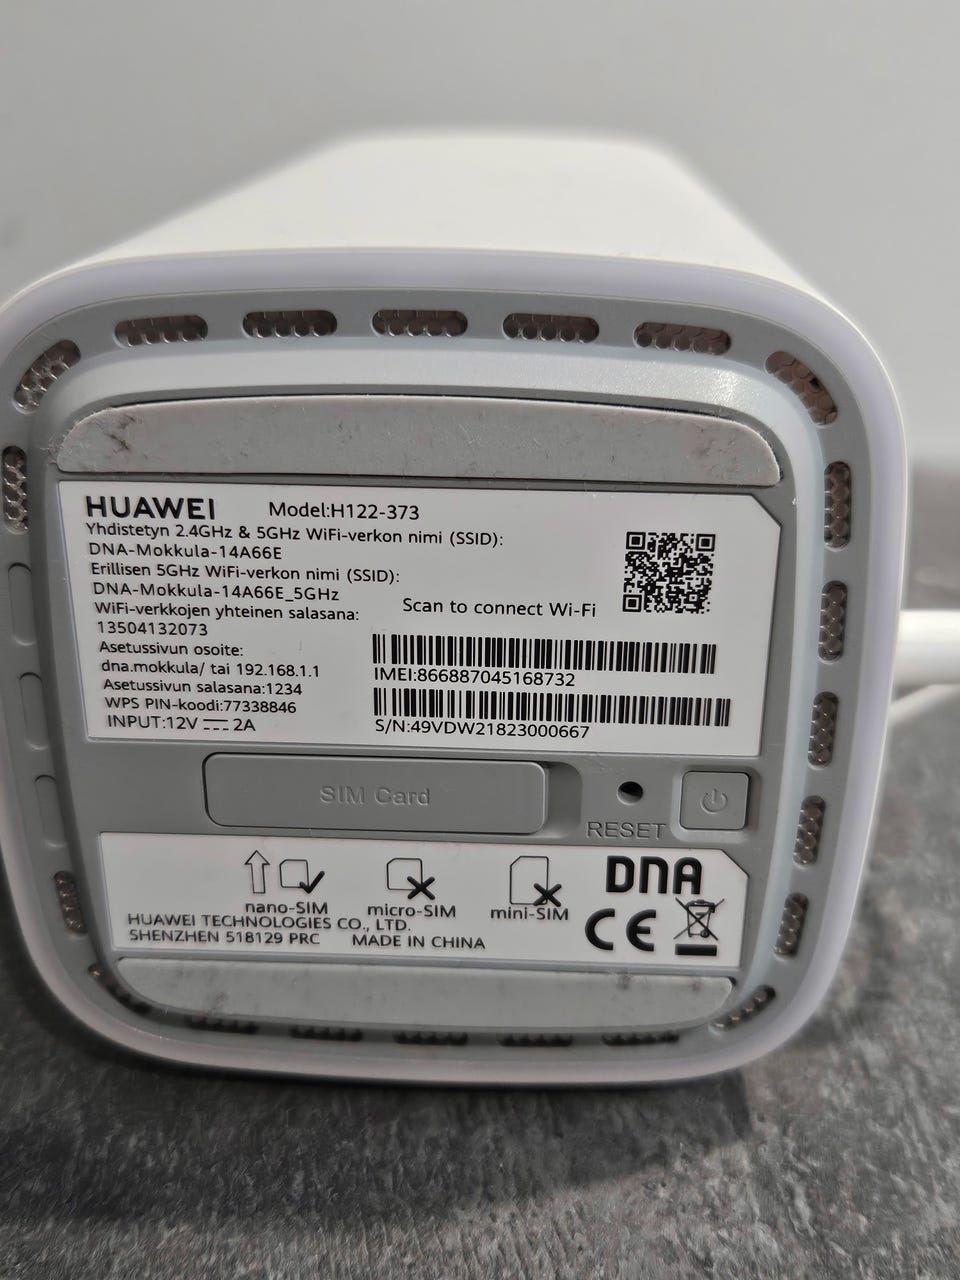 HUAWEI Model:H122-373
Yhdistetyn 2.4GHz & 5GHz WiFi-verkon nimi (SSID):
DNA-Mokkula-14A66E
Erillisen 5GHz WiFi-verkon nimi (SSID):
DNA-Mokkula-14A66E_5GHz
WiFi-verkkojen yhteinen salasana:
13504132073
Asetussivun osoite:
dna.mokkula/ tai 192.168.1.1
Asetussivun salasana:1234
WPS PIN-koodi:77338846
INPUT:12V 2A
Scan to connect Wi-Fi
IMEI:866887045168732
S/N:49VDW21823000667
SIM Card
RESET
nano-SIM micro-SIM mini-SIM
HUAWEI TECHNOLOGIES CO., LTD.
SHENZHEN 518129 PRC MADE IN CHINA
DNA
CE